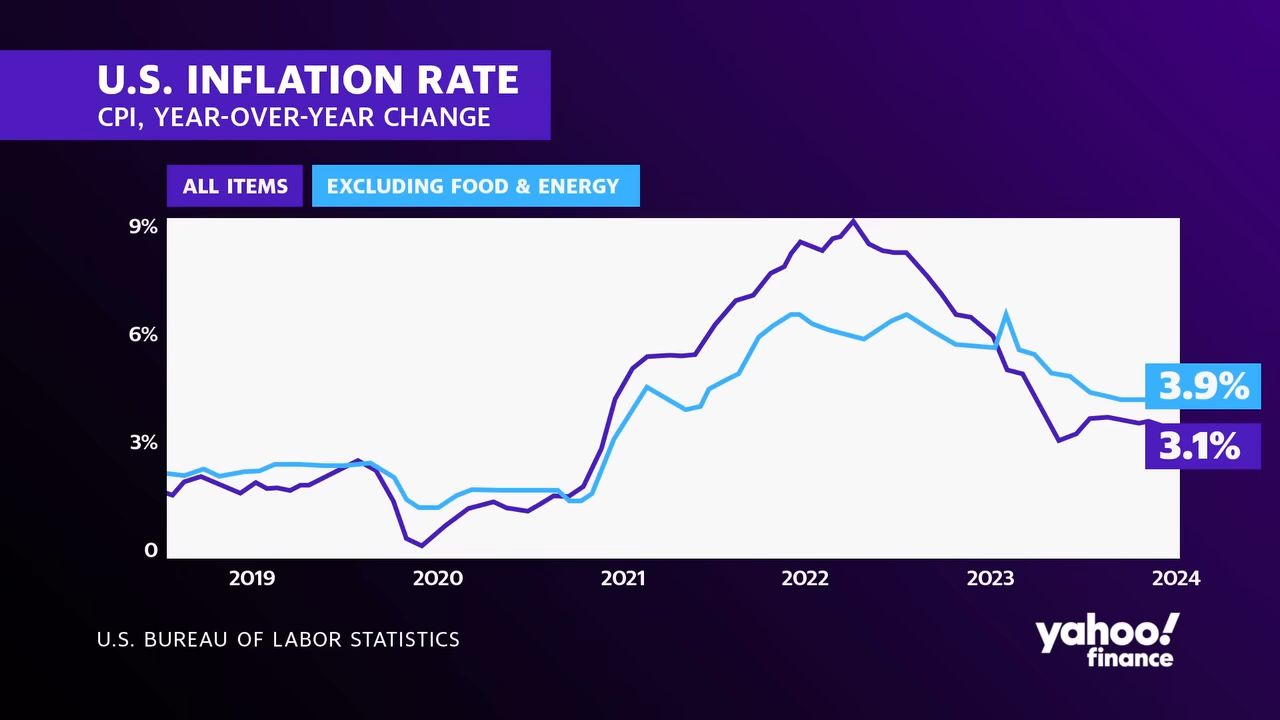 U.S. INFLATION RATE
CPI, YEAR-OVER-YEAR CHANGE
ALL ITEMS
EXCLUDING FOOD & ENERGY
9%
6%
3%
0
3.9%
3.1%
2019
2020
2021
2022
2023
2024
U.S. BUREAU OF LABOR STATISTICS
yahoo!
finance